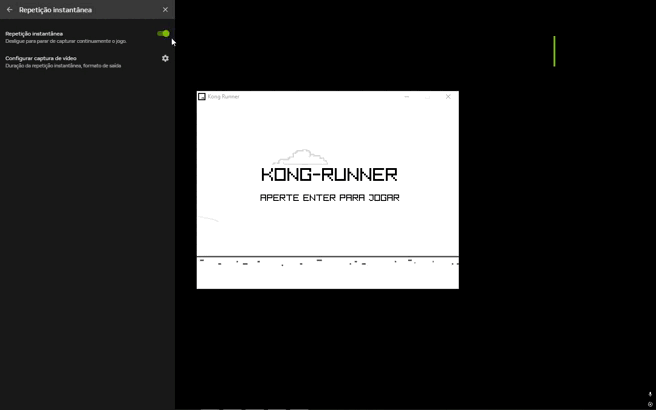 Repetição instantânea
Repetição instantânea
Desligue para parar de capturar continuamente o jogo.
Configurar captura de vídeo
Duração da repetição instantânea, formato de saída
Kong Runner
KONG-RUNNER
APERTE ENTER PARA JOGAR